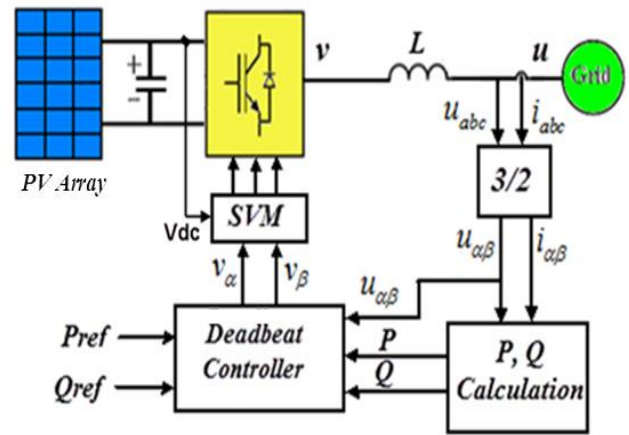 v
L
u
Grid
+
-
u_abc
i_abc
PV Array
3/2
SVM
Vdc
u_αβ
i_αβ
v_α
v_β
u_αβ
Pref
Deadbeat
Controller
P
P, Q
Calculation
Qref
Q